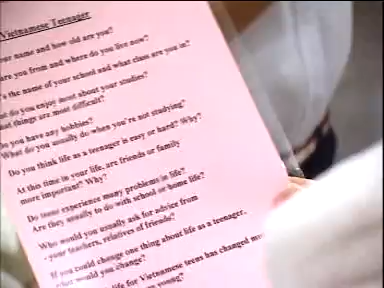 Vietnamese Teenager
your name and how old are you?
are you from and where do you live now?
's the name of your school and what class are you in?
do you enjoy most about your studies?
things are most difficult?
Do you have any hobbies?
What do you usually do when you're not studying?
Do you think life as a teenager is easy or hard? Why?
At this time in your life, are friends or family
more important? Why?
Do teens experience many problems in life?
Are they usually to do with school or home life?
Who would you usually ask for advice from
- your teachers, relatives of friends?
If you could change one thing about life as a teenager,
what would you change?
life for Vietnamese teens has changed
young?